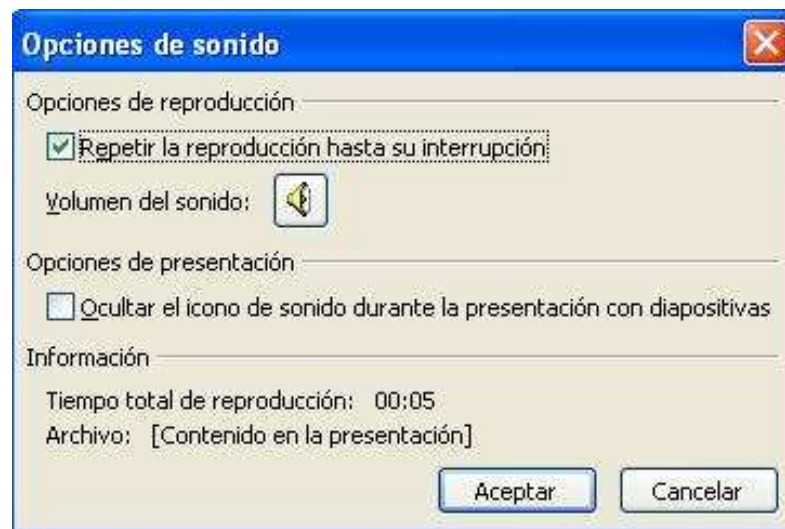 Opciones de sonido
Opciones de reproducción
Repetir la reproducción hasta su interrupción
Volumen del sonido:
Opciones de presentación
Ocultar el icono de sonido durante la presentación con diapositivas
Información
Tiempo total de reproducción: 00:05
Archivo: [Contenido en la presentación]
Aceptar Cancelar